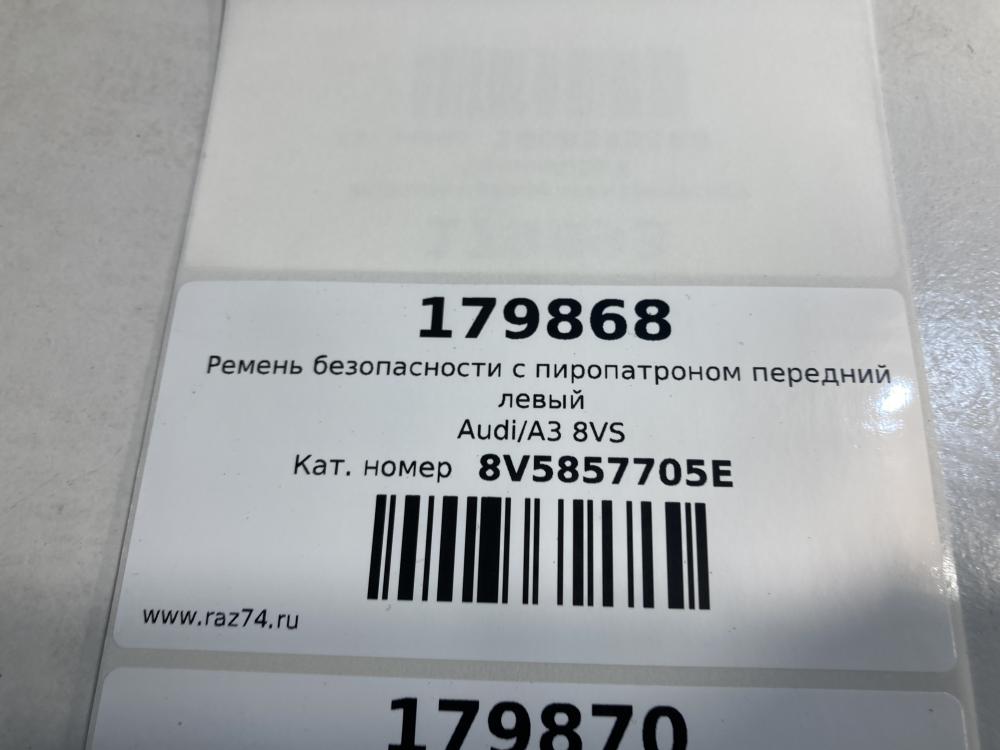 179868
Ремень безопасности с пиропатроном передний
левый
Audi/A3 8VS
Кат. номер 8V5857705E
www.raz74.ru
179870